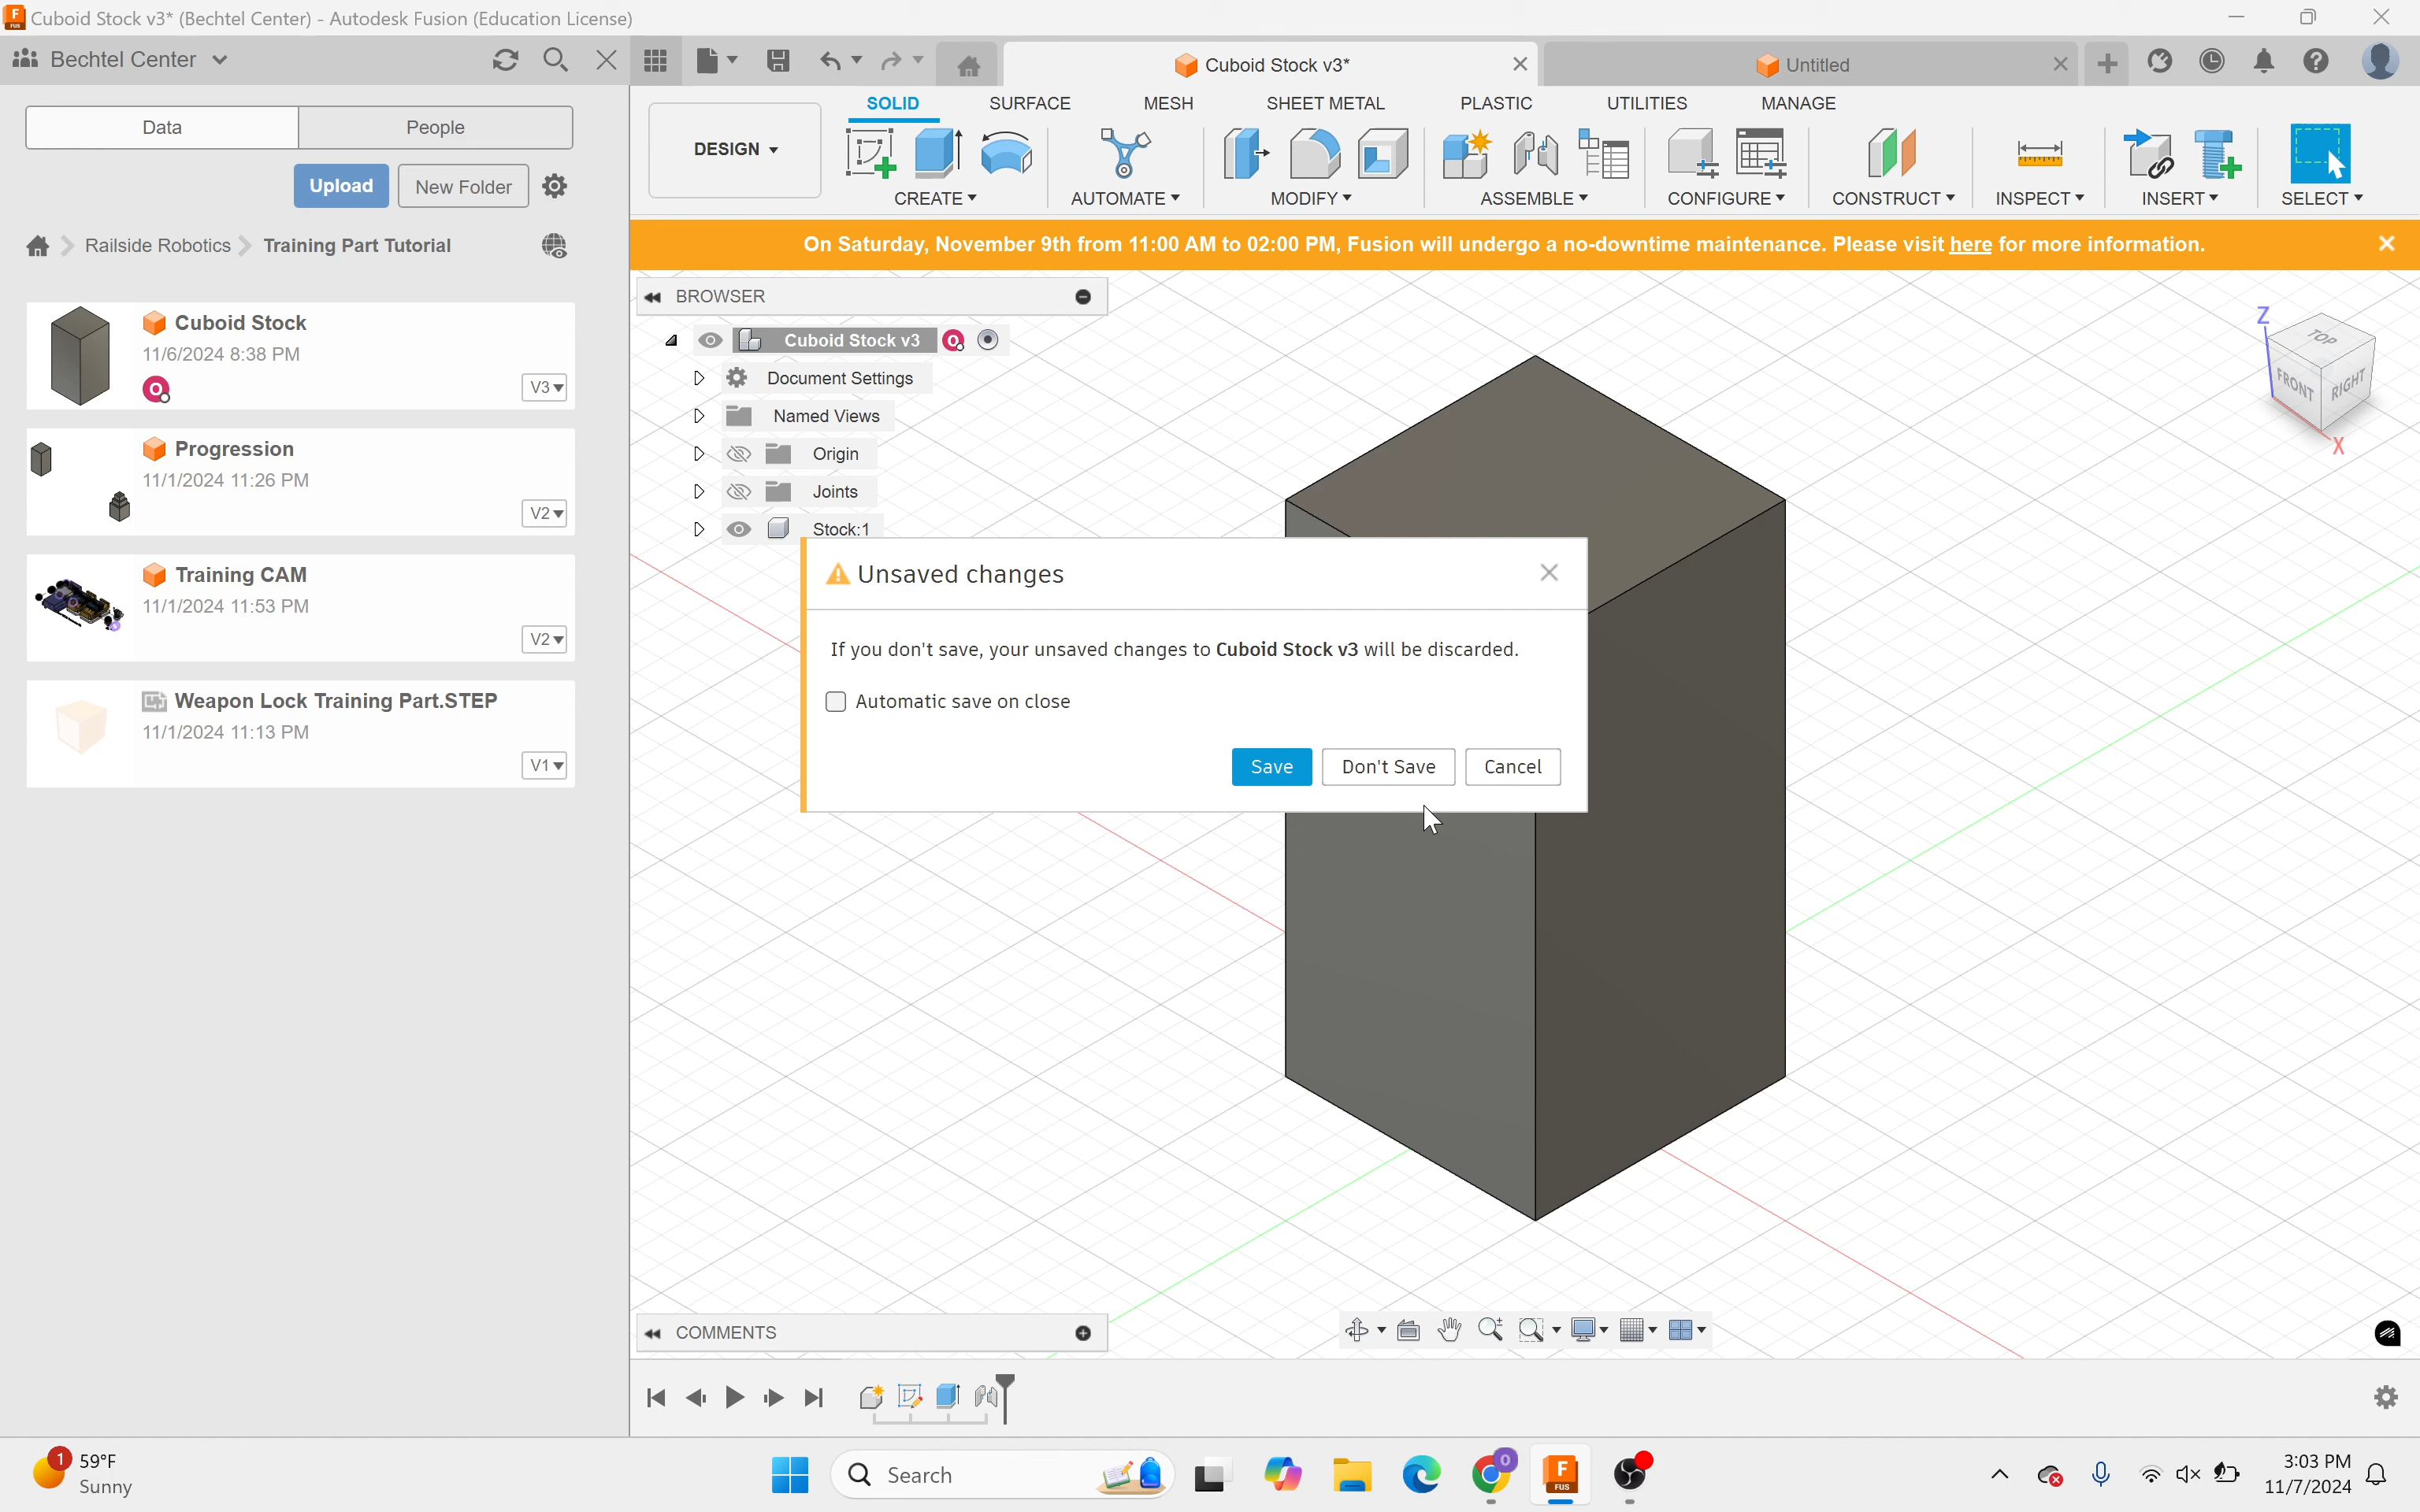 Cuboid Stock v3* (Bechtel Center) - Autodesk Fusion (Education License)
Bechtel Center
Cuboid Stock v3*
Untitled
Data
People
Upload
New Folder
Railside Robotics
Training Part Tutorial
Cuboid Stock
11/6/2024 8:38 PM
V3
Progression
11/1/2024 11:26 PM
V2
Training CAM
11/1/2024 11:53 PM
V2
Weapon Lock Training Part.STEP
11/1/2024 11:13 PM
V1
DESIGN
SOLID
SURFACE
MESH
SHEET METAL
PLASTIC
UTILITIES
MANAGE
CREATE
AUTOMATE
MODIFY
ASSEMBLE
CONFIGURE
CONSTRUCT
INSPECT
INSERT
SELECT
On Saturday, November 9th from 11:00 AM to 02:00 PM, Fusion will undergo a no-downtime maintenance. Please visit here for more information.
BROWSER
Cuboid Stock v3
Document Settings
Named Views
Origin
Joints
Stock:1
Z
TOP
FRONT
RIGHT
X
Unsaved changes
If you don't save, your unsaved changes to Cuboid Stock v3 will be discarded.
Automatic save on close
Save
Don't Save
Cancel
COMMENTS
1
59°F
Sunny
Search
O
F
FUS
3:03 PM
11/7/2024